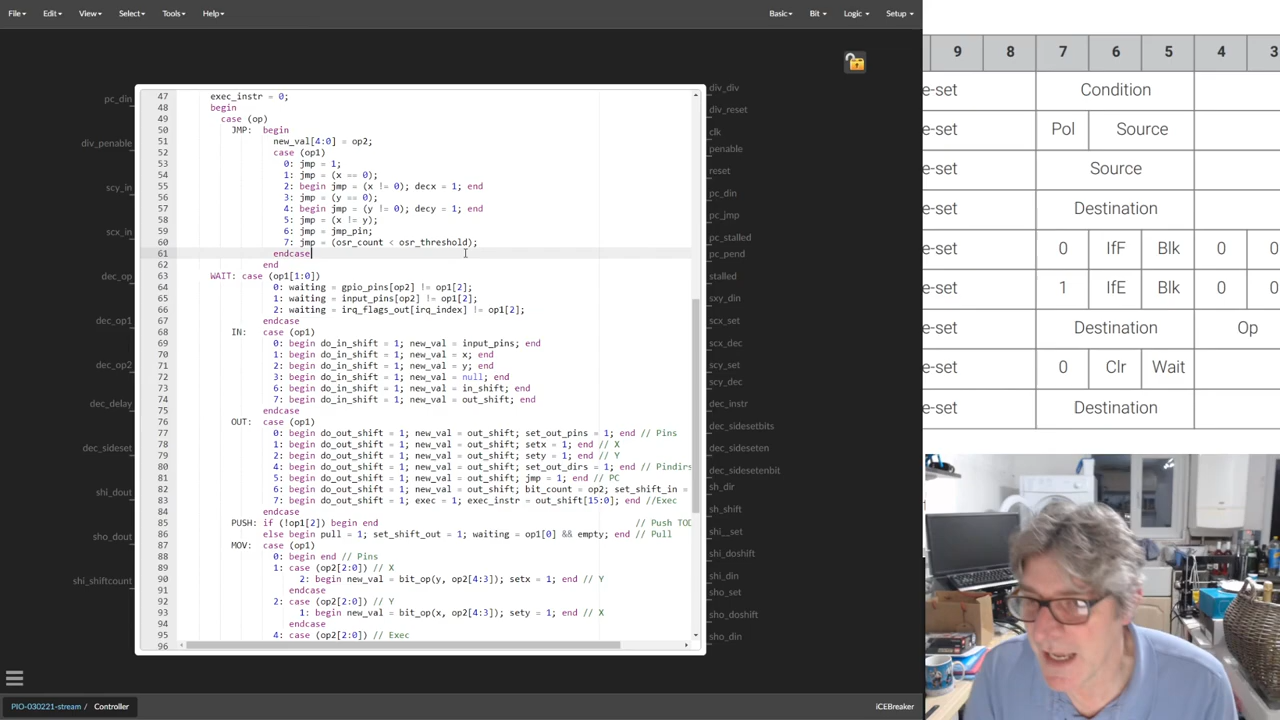 File Edit View Select Tools Help Basic Bit Logic Setup
pc_din
div_penable
scy_in
scx_in
dec_op
dec_op1
dec_op2
dec_delay
dec_sideset
shi_dout
sho_dout
shi_shiftcount
47 exec_instr = 0;
48 begin
49 case (op)
50 JMP: begin
51 new_val[4:0] = op2;
52 case (op1)
53 0: jmp = 1;
54 1: jmp = (x == 0);
55 2: begin jmp = (x != 0); decx = 1; end
56 3: jmp = (y == 0);
57 4: begin jmp = (y != 0); decy = 1; end
58 5: jmp = (x != y);
59 6: jmp = jmp_pin;
60 7: jmp = (osr_count < osr_threshold);
61 endcase
62 end
63 WAIT: case (op1[1:0])
64 0: waiting = gpio_pins[op2] != op1[2];
65 1: waiting = input_pins[op2] != op1[2];
66 2: waiting = irq_flags_out[irq_index] != op1[2];
67 endcase
68 IN: case (op1)
69 0: begin do_in_shift = 1; new_val = input_pins; end
70 1: begin do_in_shift = 1; new_val = x; end
71 2: begin do_in_shift = 1; new_val = y; end
72 3: begin do_in_shift = 1; new_val = null; end
73 6: begin do_in_shift = 1; new_val = in_shift; end
74 7: begin do_in_shift = 1; new_val = out_shift; end
75 endcase
76 OUT: case (op1)
77 0: begin do_out_shift = 1; new_val = out_shift; set_out_pins = 1; end // Pins
78 1: begin do_out_shift = 1; new_val = out_shift; setx = 1; end // X
79 2: begin do_out_shift = 1; new_val = out_shift; sety = 1; end // Y
80 4: begin do_out_shift = 1; new_val = out_shift; set_out_dirs = 1; end // Pindirs
81 5: begin do_out_shift = 1; new_val = out_shift; jmp = 1; end // PC
82 6: begin do_out_shift = 1; new_val = out_shift; bit_count = op2; set_shift_in =
83 7: begin do_out_shift = 1; exec = 1; exec_instr = out_shift[15:0]; end //Exec
84 endcase
85 PUSH: if (!op1[2]) begin end // Push TOD
86 else begin pull = 1; set_shift_out = 1; waiting = op1[0] && empty; end // Pull
87 MOV: case (op1)
88 0: begin end // Pins
89 1: case (op2[2:0]) // X
90 2: begin new_val = bit_op(y, op2[4:3]); setx = 1; end // Y
91 endcase
92 2: case (op2[2:0]) // Y
93 1: begin new_val = bit_op(x, op2[4:3]); sety = 1; end // X
94 endcase
95 4: case (op2[2:0]) // Exec
96
div_div
div_reset
clk
penable
reset
pc_din
pc_jmp
pc_stalled
pc_pend
stalled
sxy_din
scx_set
scx_dec
scy_set
scy_dec
dec_instr
dec_sidesetbits
dec_sideseten
dec_sidesetenbit
sh_dir
sh_shift
shi__set
shi_doshift
shi_din
sho_set
sho_doshift
sho_din
9 8 7 6 5 4 3
e-set Condition
e-set Pol Source
e-set Source
e-set Destination
e-set 0 IfF Blk 0 0
e-set 1 IfE Blk 0 0
e-set Destination Op
e-set 0 Clr Wait
e-set Destination
PIO-030221-stream / Controller
iCEBreaker